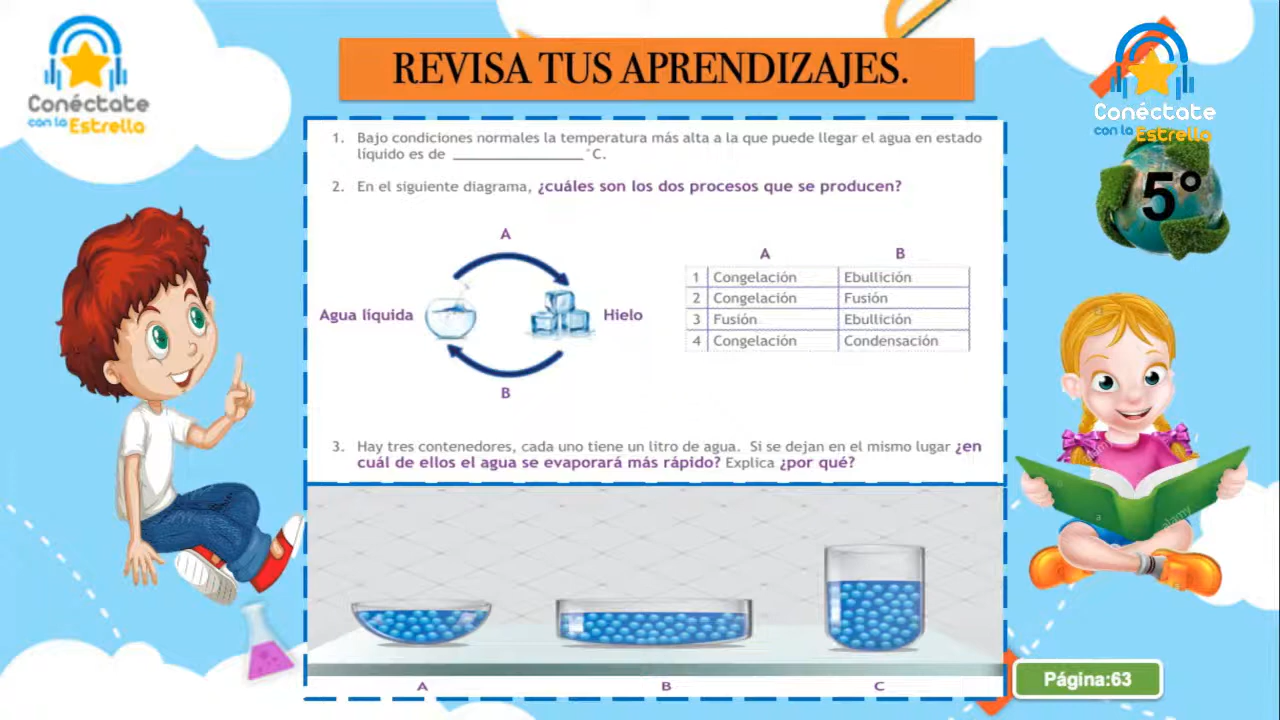 Conéctate
con la Estrella
REVISA TUS APRENDIZAJES.
Conéctate
con la Estrella
5°
1. Bajo condiciones normales la temperatura más alta a la que puede llegar el agua en estado
líquido es de ________________ °C.
2. En el siguiente diagrama, ¿cuáles son los dos procesos que se producen?
A
Agua líquida
Hielo
B
A B
1 Congelación Ebullición
2 Congelación Fusión
3 Fusión Ebullición
4 Congelación Condensación
3. Hay tres contenedores, cada uno tiene un litro de agua. Si se dejan en el mismo lugar ¿en
cuál de ellos el agua se evaporará más rápido? Explica ¿por qué?
A B C
a
a
a
alamy
Página:63